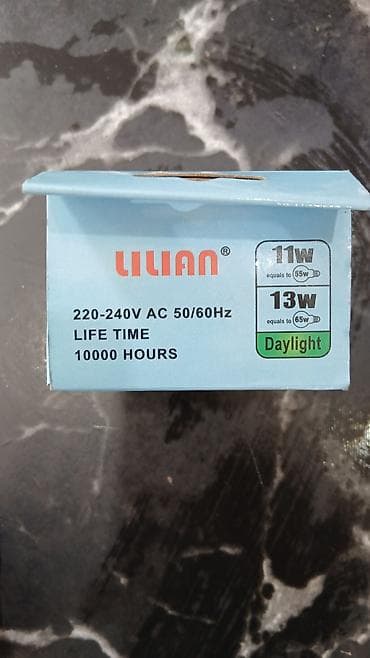 LILIAN®
220-240V AC 50/60Hz
LIFE TIME
10000 HOURS
11w
equals to 55w
13w
equals to 65w
Daylight